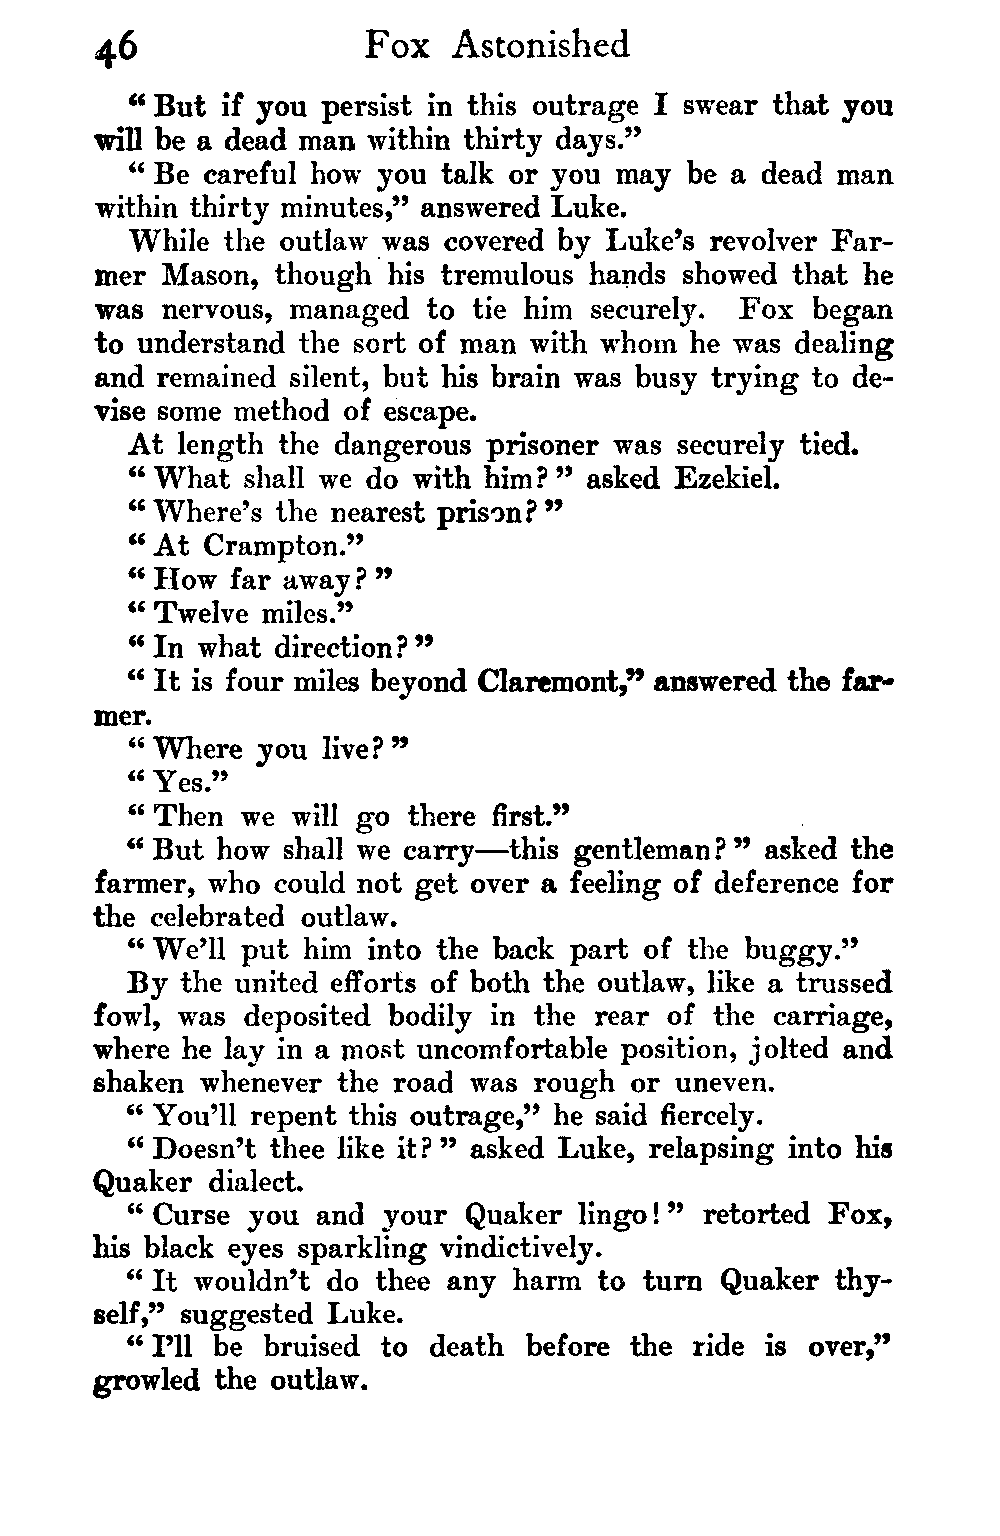 46 Fox Astonished
“But if you persist in this outrage I swear that you
will be a dead man within thirty days.”
“Be careful how you talk or you may be a dead man
within thirty minutes,” answered Luke.
While the outlaw was covered by Luke’s revolver Far-
mer Mason, though his tremulous hands showed that he
was nervous, managed to tie him securely. Fox began
to understand the sort of man with whom he was dealing
and remained silent, but his brain was busy trying to de-
vise some method of escape.
At length the dangerous prisoner was securely tied.
“What shall we do with him?” asked Ezekiel.
“Where’s the nearest prison?”
“At Crampton.”
“How far away?”
“Twelve miles.”
“In what direction?”
“It is four miles beyond Claremont,” answered the far-
mer.
“Where you live?”
“Yes.”
“Then we will go there first.”
“But how shall we carry—this gentleman?” asked the
farmer, who could not get over a feeling of deference for
the celebrated outlaw.
“We’ll put him into the back part of the buggy.”
By the united efforts of both the outlaw, like a trussed
fowl, was deposited bodily in the rear of the carriage,
where he lay in a most uncomfortable position, jolted and
shaken whenever the road was rough or uneven.
“You’ll repent this outrage,” he said fiercely.
“Doesn’t thee like it?” asked Luke, relapsing into his
Quaker dialect.
“Curse you and your Quaker lingo!” retorted Fox,
his black eyes sparkling vindictively.
“It wouldn’t do thee any harm to turn Quaker thy-
self,” suggested Luke.
“I’ll be bruised to death before the ride is over,”
growled the outlaw.